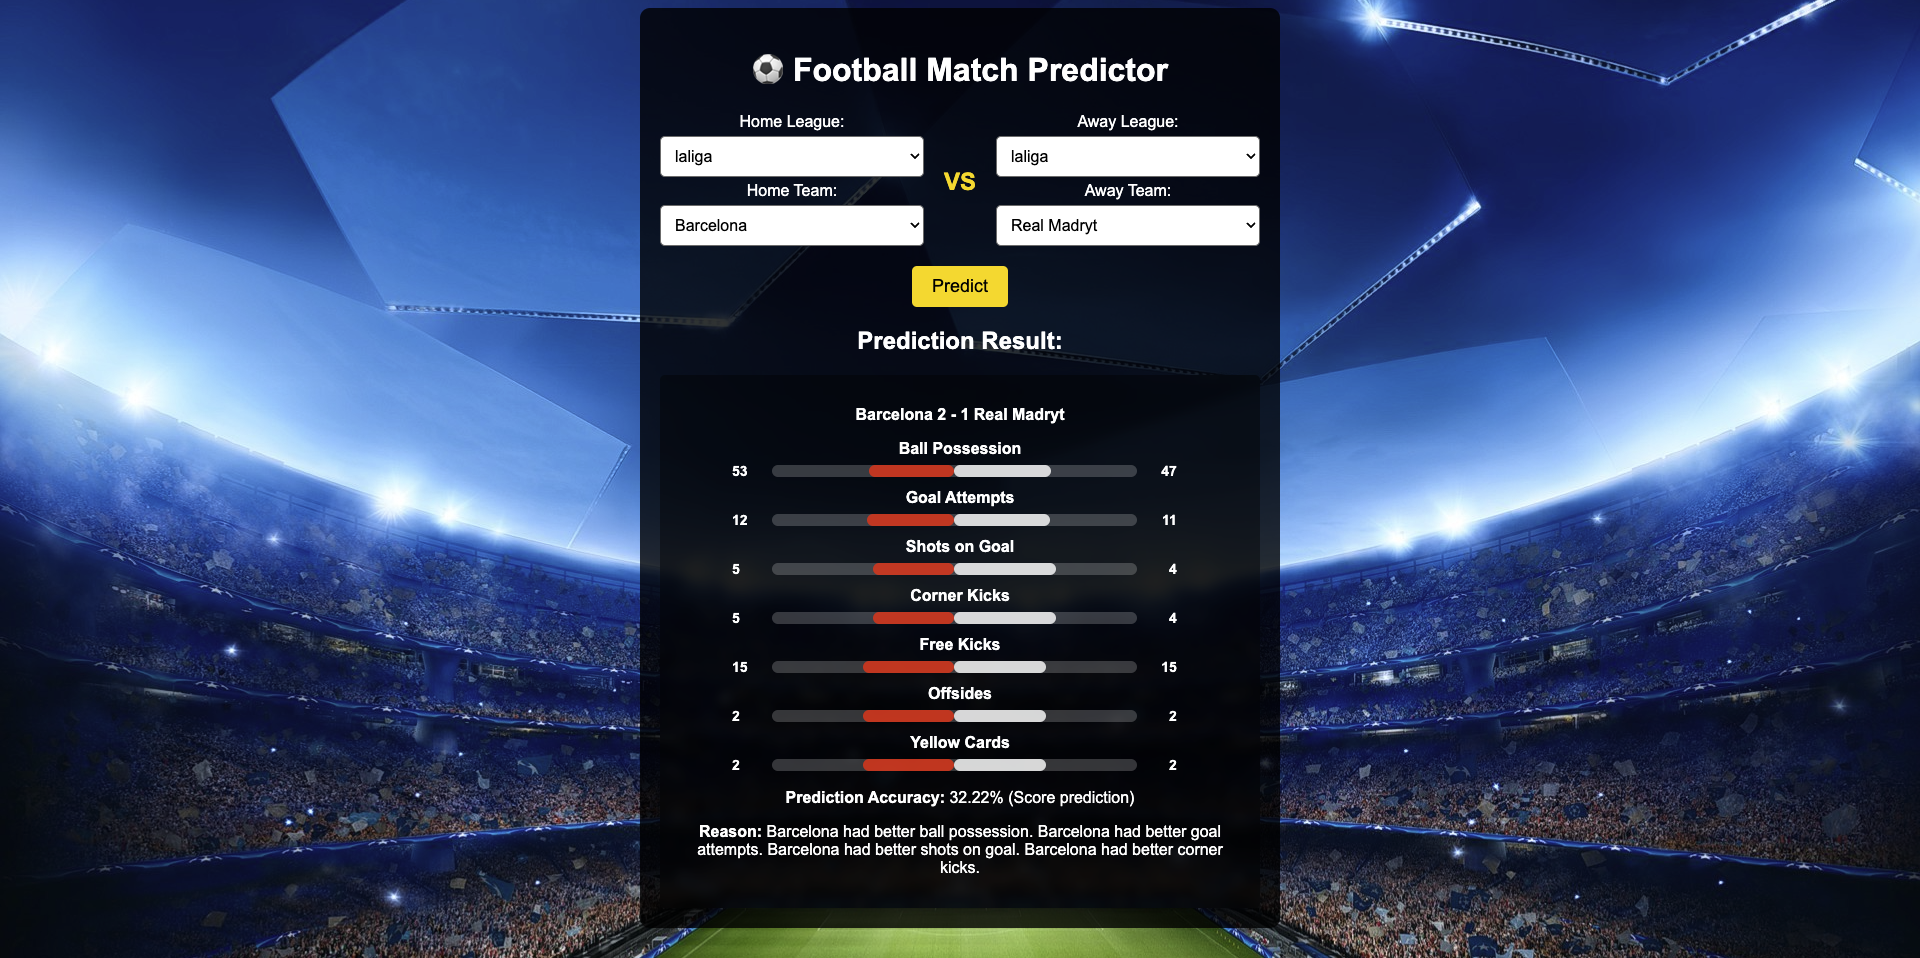 ⚽ Football Match Predictor
Home League:
laliga
Home Team:
Barcelona
VS
Away League:
laliga
Away Team:
Real Madryt
Predict
Prediction Result:
Barcelona 2 - 1 Real Madryt
Ball Possession
53 47
Goal Attempts
12 11
Shots on Goal
5 4
Corner Kicks
5 4
Free Kicks
15 15
Offsides
2 2
Yellow Cards
2 2
Prediction Accuracy: 32.22% (Score prediction)
Reason: Barcelona had better ball possession. Barcelona had better goal
attempts. Barcelona had better shots on goal. Barcelona had better corner
kicks.